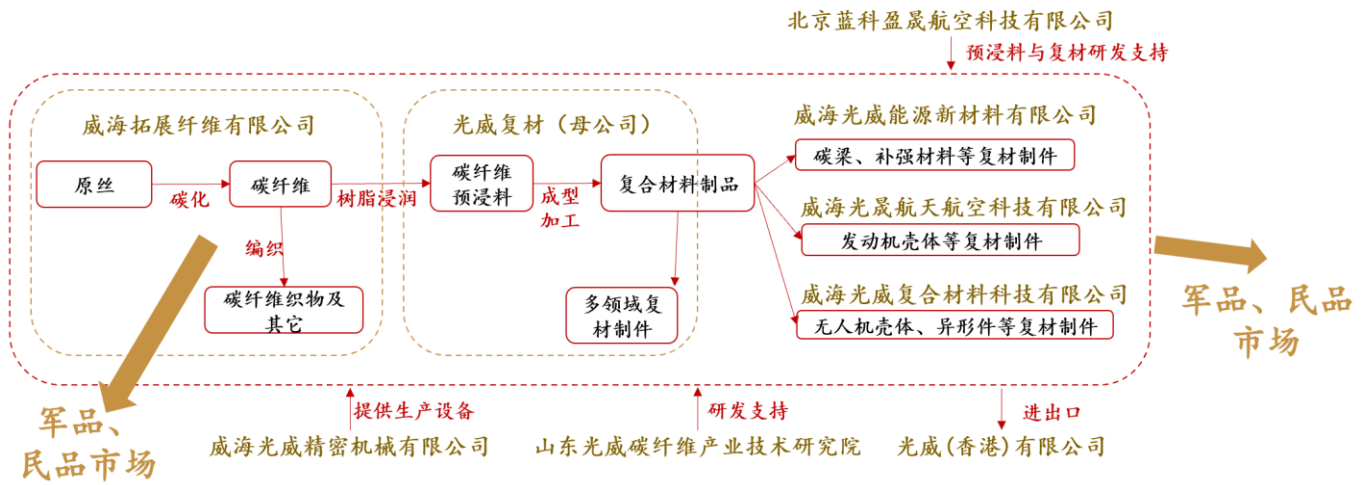 北京蓝科盈晟航空科技有限公司
预浸料与复材研发支持
威海拓展纤维有限公司
光威复材（母公司）
威海光威能源新材料有限公司
原丝
碳化
碳纤维
树脂浸润
碳纤维
预浸料
成型
加工
复合材料制品
碳梁、补强材料等复材制件
威海光晟航天航空科技有限公司
发动机壳体等复材制件
编织
碳纤维织物及
其它
多领域复
材制件
威海光威复合材料科技有限公司
无人机壳体、异形件等复材制件
军品、民品
市场
军品、
民品市场
提供生产设备
威海光威精密机械有限公司
研发支持
山东光威碳纤维产业技术研究院
进出口
光威(香港)有限公司